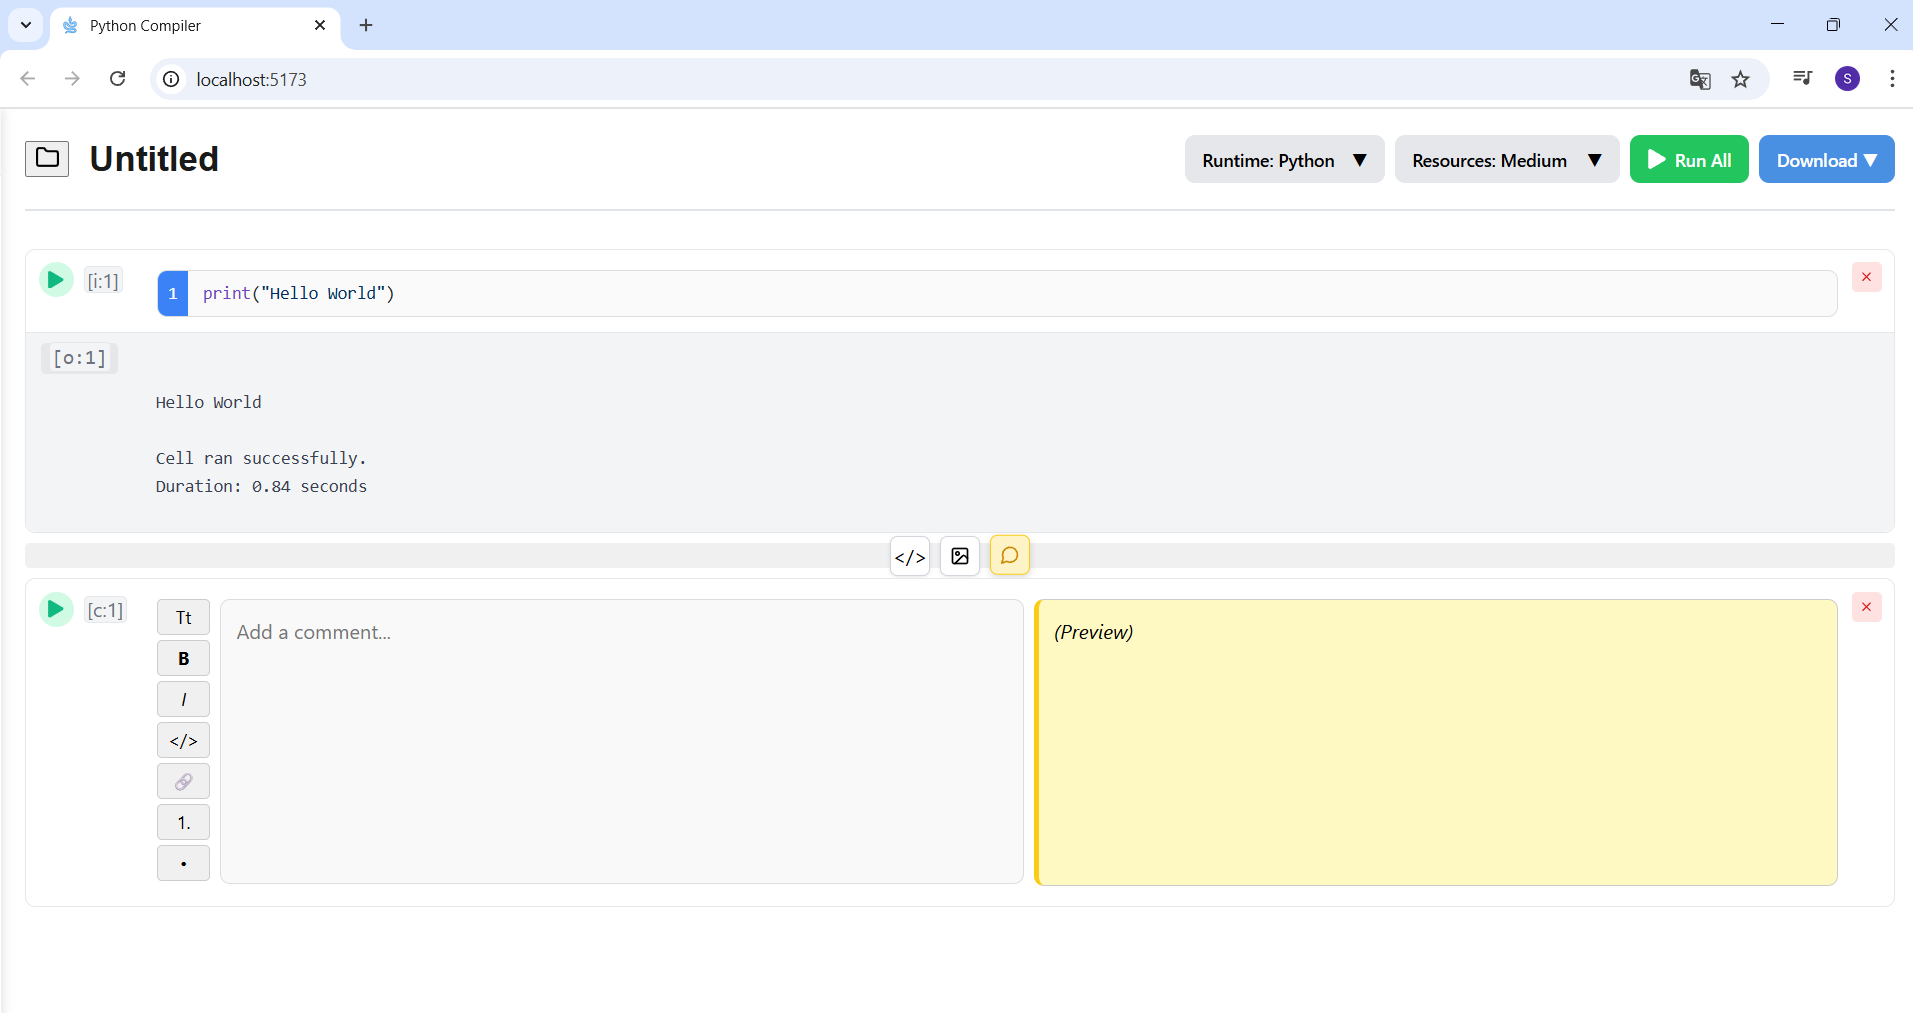 Python Compiler
localhost:5173
S
Untitled
Runtime: Python ▼
Resources: Medium ▼
Run All
Download ▼
[i:1]
1
print("Hello World")
[o:1]
Hello World
Cell ran successfully.
Duration: 0.84 seconds
</>
[c:1]
Tt
B
I
</>
1.
•
Add a comment...
(Preview)